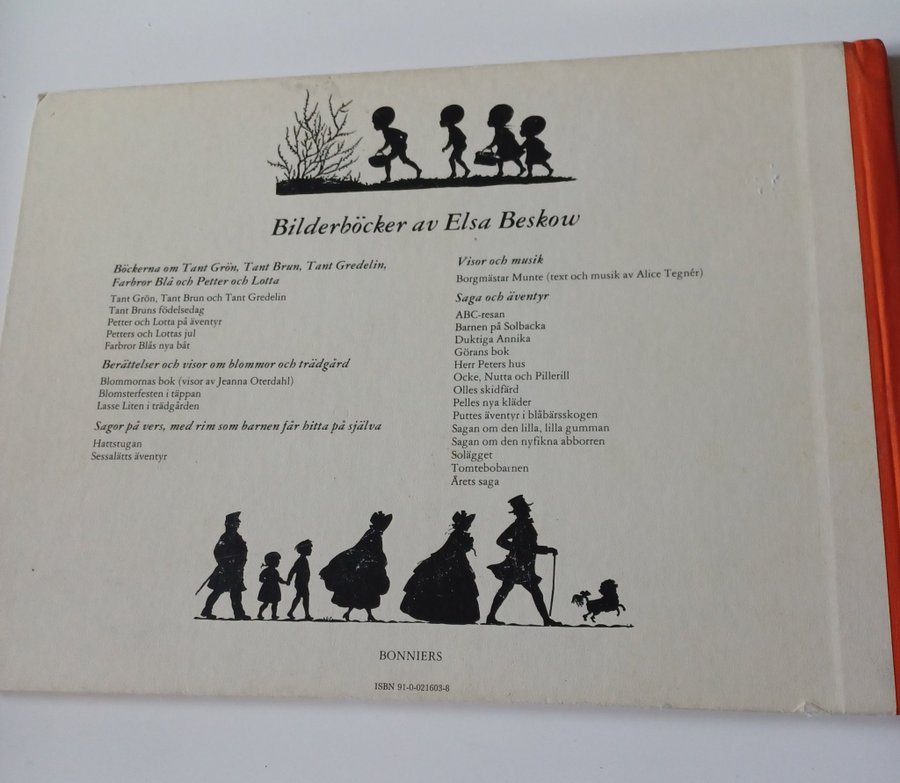 Bilderböcker av Elsa Beskow
Böckerna om Tant Grön, Tant Brun, Tant Gredelin,
Farbror Blå och Petter och Lotta
Tant Grön, Tant Brun och Tant Gredelin
Tant Bruns födelsedag
Petter och Lotta på äventyr
Petters och Lottas jul
Farbror Blås nya båt
Berättelser och visor om blommor och trädgård
Blommornas bok (visor av Jeanna Oterdahl)
Blomsterfesten i täppan
Lasse Liten i trädgården
Sagor på vers, med rim som barnen får hitta på själva
Hattstugan
Sessalätts äventyr
Visor och musik
Borgmästar Munte (text och musik av Alice Tegnér)
Saga och äventyr
ABC-resan
Barnen på Solbacka
Duktiga Annika
Görans bok
Herr Peters hus
Ocke, Nutta och Pillerill
Olles skidfärd
Pelles nya kläder
Puttes äventyr i blåbärsskogen
Sagan om den lilla, lilla gumman
Sagan om den nyfikna abborren
Solägget
Tomtebobarnen
Årets saga
BONNIERS
ISBN 91-0-021603-8